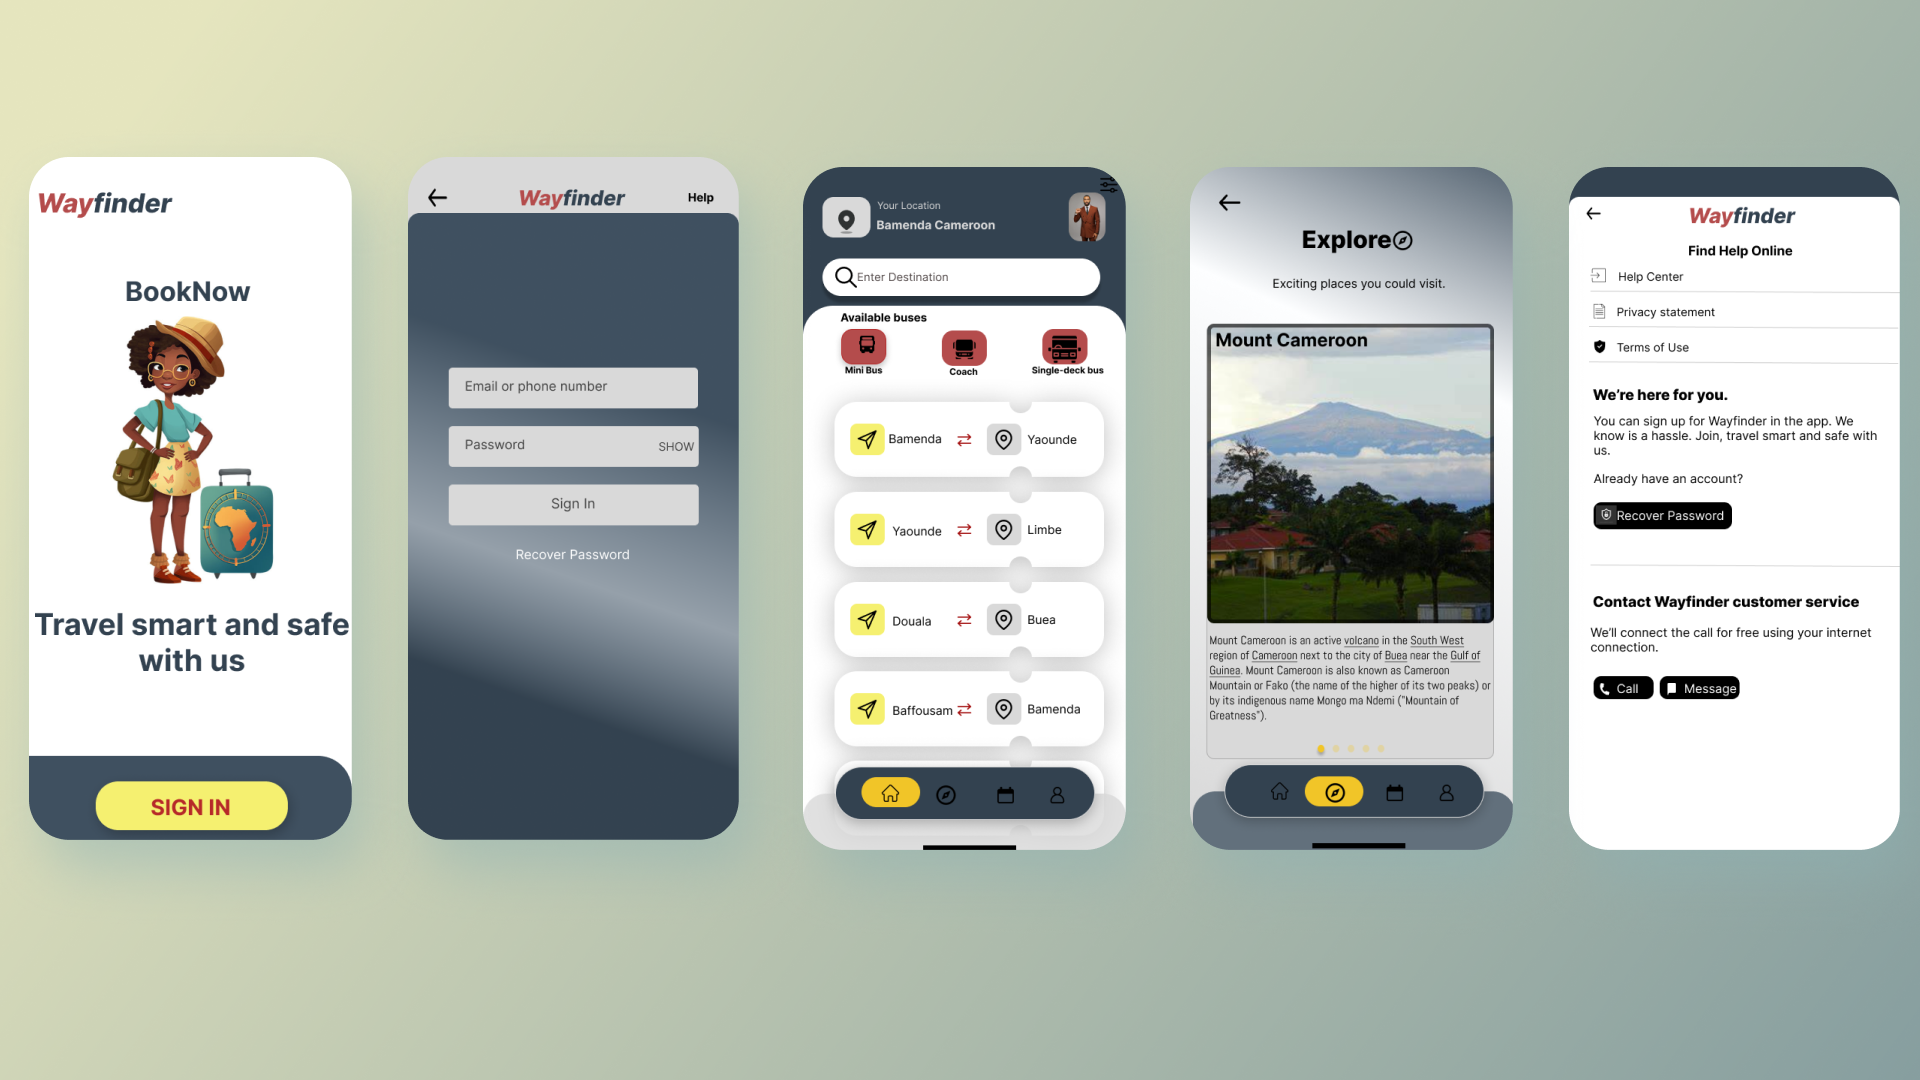 Wayfinder
BookNow
Travel smart and safe
with us
SIGN IN
Wayfinder
Help
Email or phone number
Password
SHOW
Sign In
Recover Password
Your Location
Bamenda Cameroon
Enter Destination
Available buses
Mini Bus
Coach
Single-deck bus
Bamenda
Yaounde
Yaounde
Limbe
Douala
Buea
Baffousam
Bamenda
Explore
Exciting places you could visit.
Mount Cameroon
Mount Cameroon is an active volcano in the South West
region of Cameroon next to the city of Buea near the Gulf of
Guinea. Mount Cameroon is also known as Cameroon
Mountain or Fako (the name of the higher of its two peaks) or
by its indigenous name Mongo ma Ndemi ("Mountain of
Greatness").
Wayfinder
Find Help Online
Help Center
Privacy statement
Terms of Use
We're here for you.
You can sign up for Wayfinder in the app. We
know is a hassle. Join, travel smart and safe with
us.
Already have an account?
Recover Password
Contact Wayfinder customer service
We'll connect the call for free using your internet
connection.
Call
Message